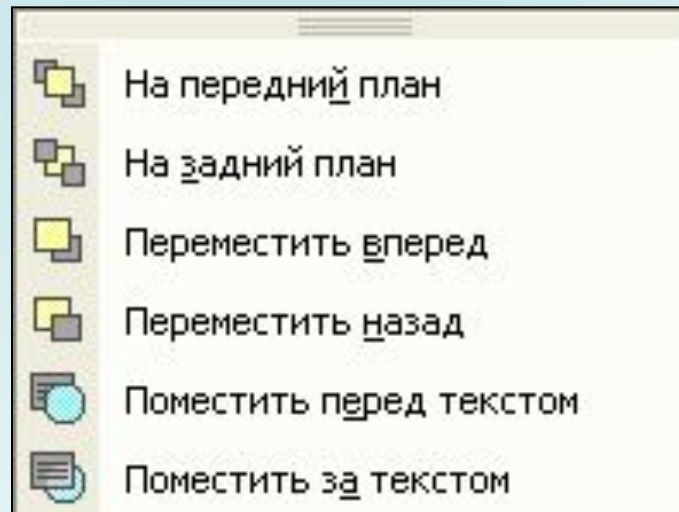 На передний план
На задний план
Переместить вперед
Переместить назад
Поместить перед текстом
Поместить за текстом